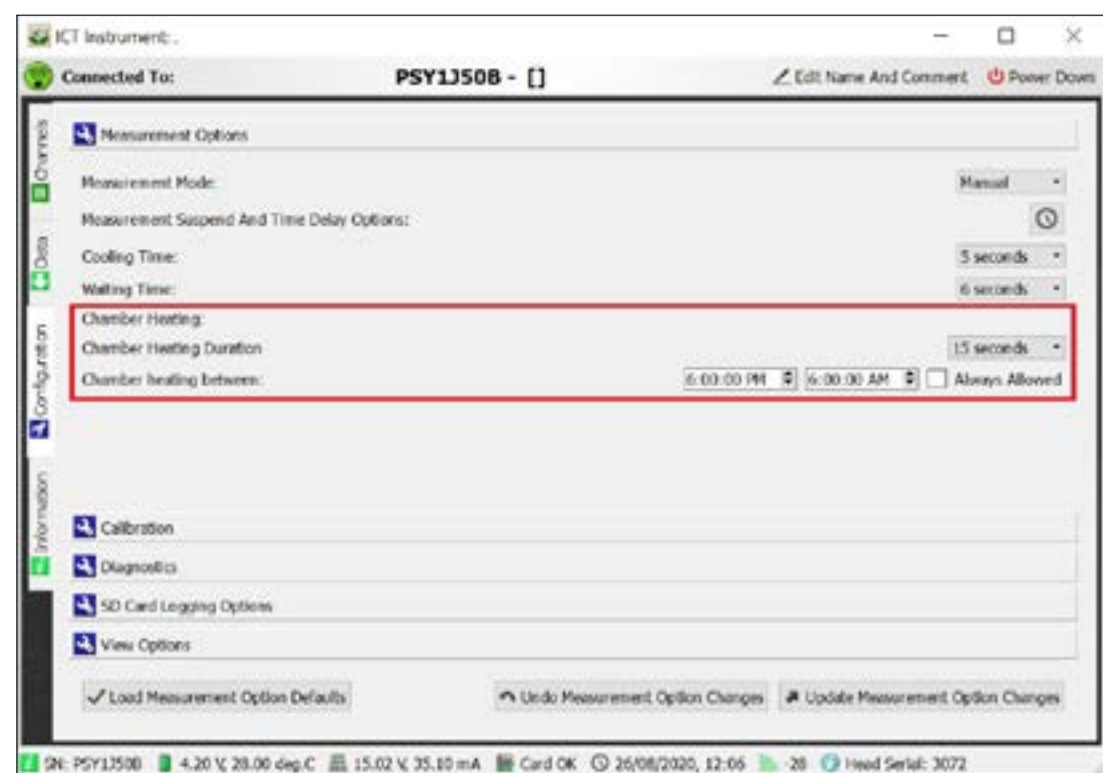 ICT Instrument: .
Connected To: PSY1J50B - [] Edit Name And Comment Power Down
Channels
Data
Configuration
Information
Measurement Options
Measurement Mode: Manual
Measurement Suspend And Time Delay Options:
Cooling Time: 5 seconds
Waiting Time: 6 seconds
Chamber Heating:
Chamber Heating Duration 15 seconds
Chamber heating between: 6:00:00 PM 6:00:00 AM Always Allowed
Calibration
Diagnostics
SD Card Logging Options
View Options
Load Measurement Option Defaults Undo Measurement Option Changes Update Measurement Option Changes
SN: PSY1J50B 4.20 V, 28.00 deg.C 15.02 V, 35.10 mA Card OK 26/08/2020, 12:06 -28 Head Serial: 3072